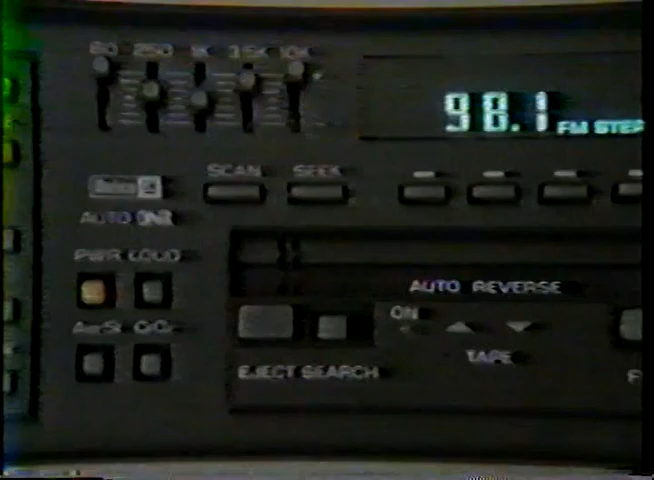 60 250 1K 3.5K 10K
98.1
FM STER
SCAN SEEK
AUTO DNR
PWR LOUD
AUTO REVERSE
ON
TAPE
EJECT SEARCH
F